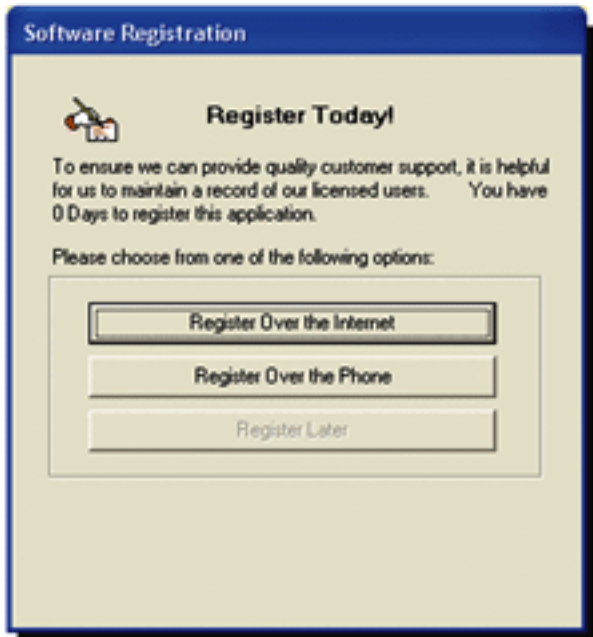 Software Registration
Register Today!
To ensure we can provide quality customer support, it is helpful
for us to maintain a record of our licensed users. You have
0 Days to register this application.
Please choose from one of the following options:
Register Over the Internet
Register Over the Phone
Register Later